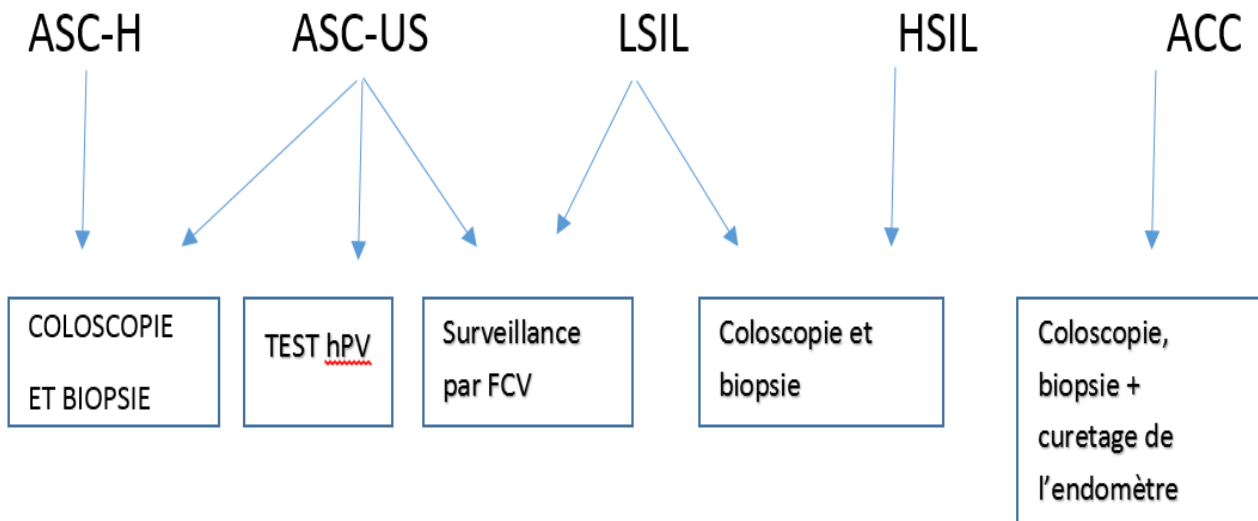 ASC-H ASC-US LSIL HSIL ACC
COLOSCOPIE
ET BIOPSIE
TEST hPV
Surveillance
par FCV
Coloscopie et
biopsie
Coloscopie,
biopsie +
curetage de
l’endomètre